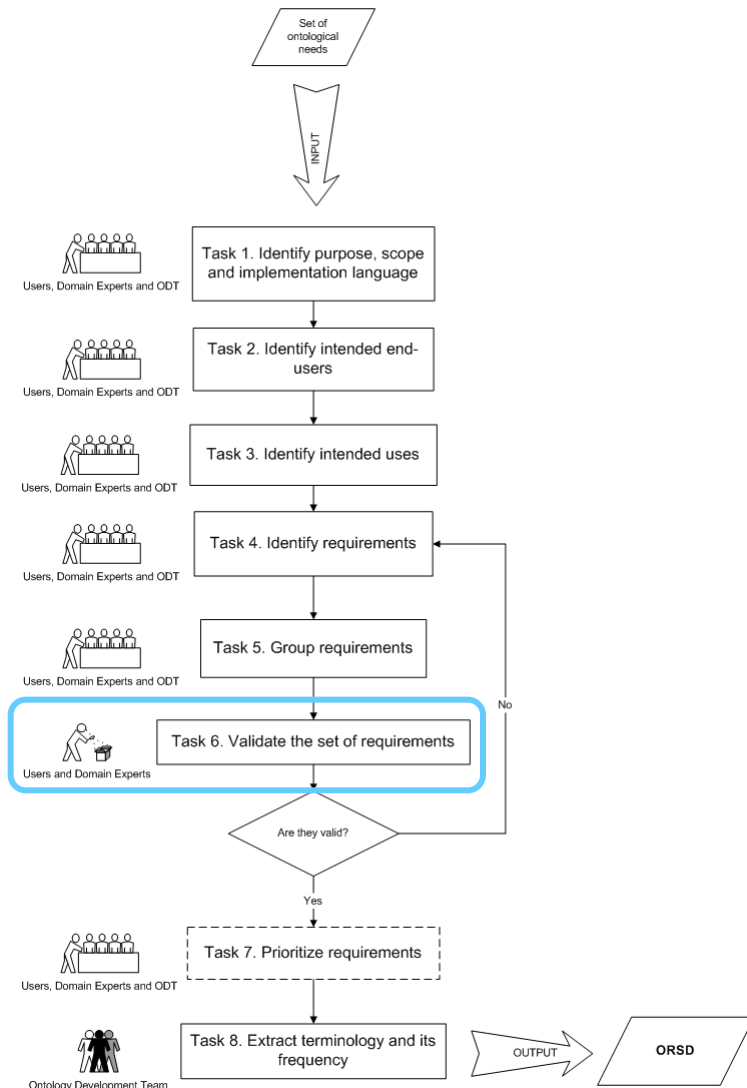 Set of
ontological
needs
INPUT
Task 1. Identify purpose, scope
and implementation language
Users, Domain Experts and ODT
Task 2. Identify intended end-
users
Users, Domain Experts and ODT
Task 3. Identify intended uses
Users, Domain Experts and ODT
Task 4. Identify requirements
Users, Domain Experts and ODT
Task 5. Group requirements
Users, Domain Experts and ODT
No
Task 6. Validate the set of requirements
Users and Domain Experts
Are they valid?
Yes
Task 7. Prioritize requirements
Users, Domain Experts and ODT
Task 8. Extract terminology and its
frequency
OUTPUT
ORSD
Ontology Development Team